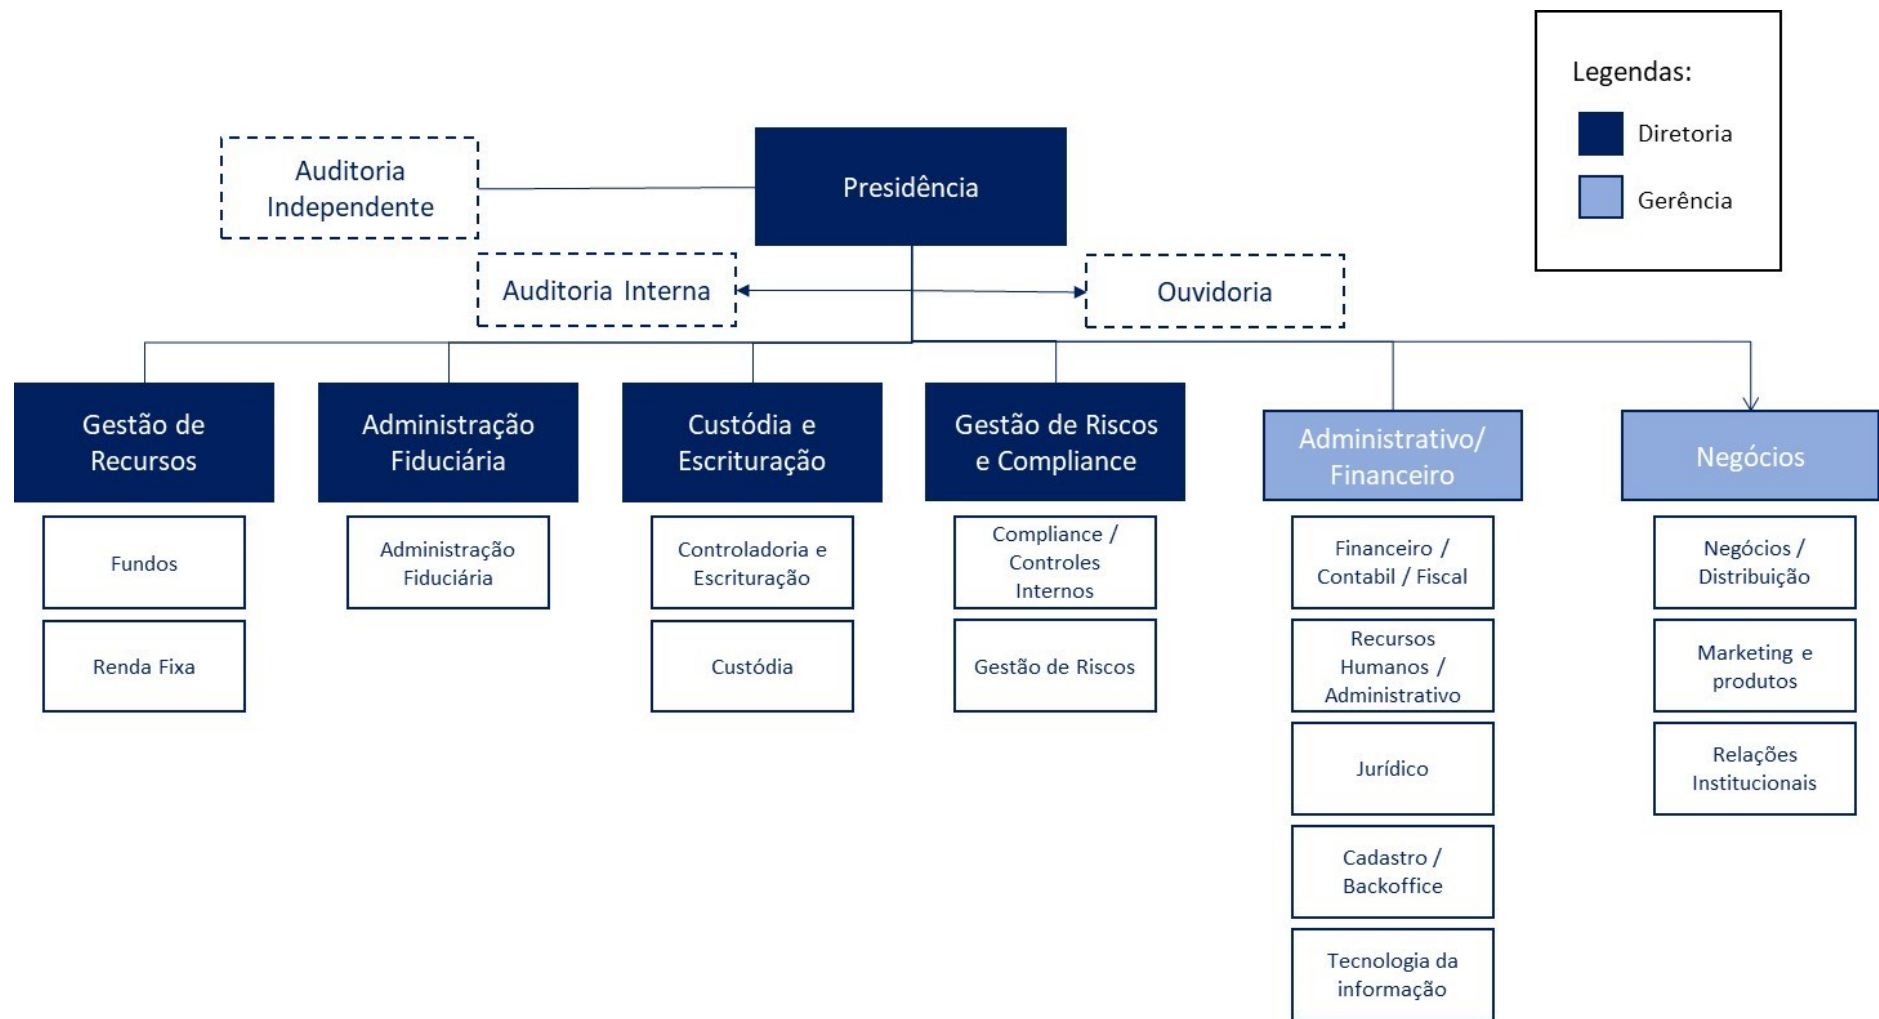 Legendas:
Diretoria
Gerência
Auditoria
Independente
Presidência
Auditoria Interna
Ouvidoria
Gestão de
Recursos
Administração
Fiduciária
Custódia e
Escrituração
Gestão de Riscos
e Compliance
Administrativo/
Financeiro
Negócios
Fundos
Renda Fixa
Administração
Fiduciária
Controladoria e
Escrituração
Custódia
Compliance /
Controles
Internos
Gestão de Riscos
Financeiro /
Contabil / Fiscal
Recursos
Humanos /
Administrativo
Jurídico
Cadastro /
Backoffice
Tecnologia da
informação
Negócios /
Distribuição
Marketing e
produtos
Relações
Institucionais